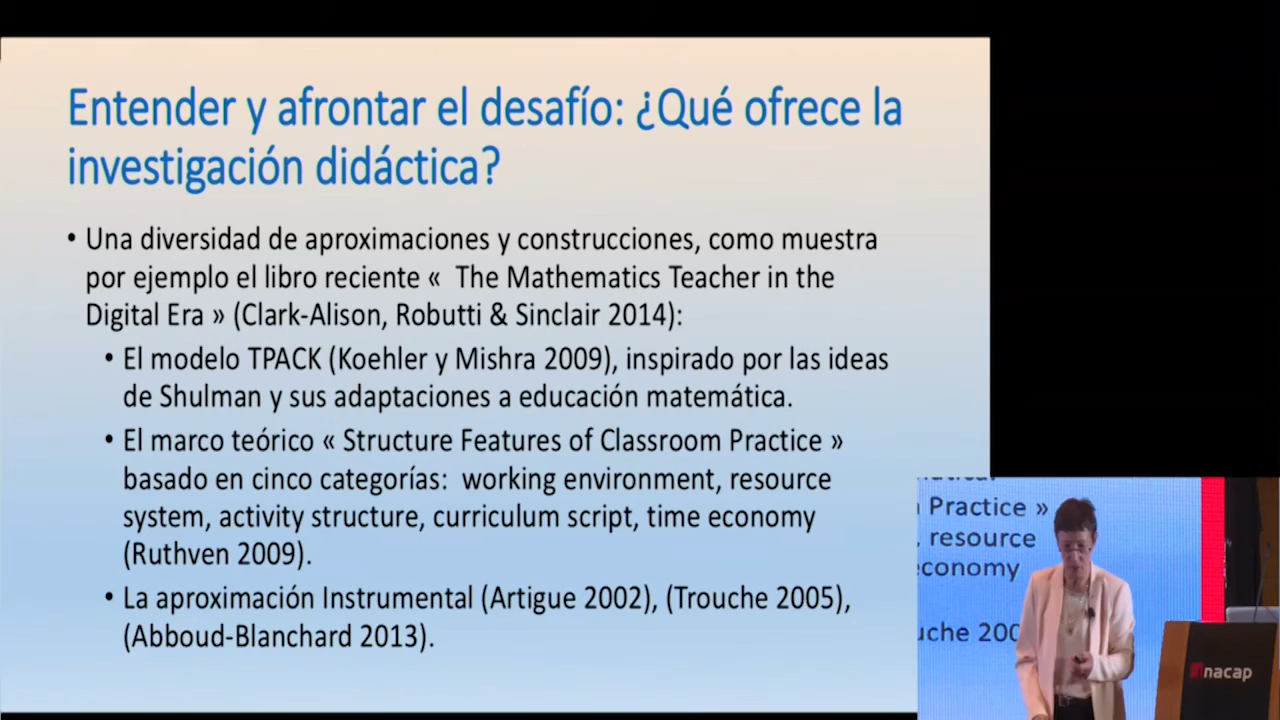 Entender y afrontar el desafío: ¿Qué ofrece la
investigación didáctica?
• Una diversidad de aproximaciones y construcciones, como muestra
por ejemplo el libro reciente «  The Mathematics Teacher in the
Digital Era » (Clark-Alison, Robutti & Sinclair 2014):
• El modelo TPACK (Koehler y Mishra 2009), inspirado por las ideas
de Shulman y sus adaptaciones a educación matemática.
• El marco teórico « Structure Features of Classroom Practice »
basado en cinco categorías:  working environment, resource
system, activity structure, curriculum script, time economy
(Ruthven 2009).
• La aproximación Instrumental (Artigue 2002), (Trouche 2005),
(Abboud-Blanchard 2013).
Practice »
, resource
economy
uche 200
inacap